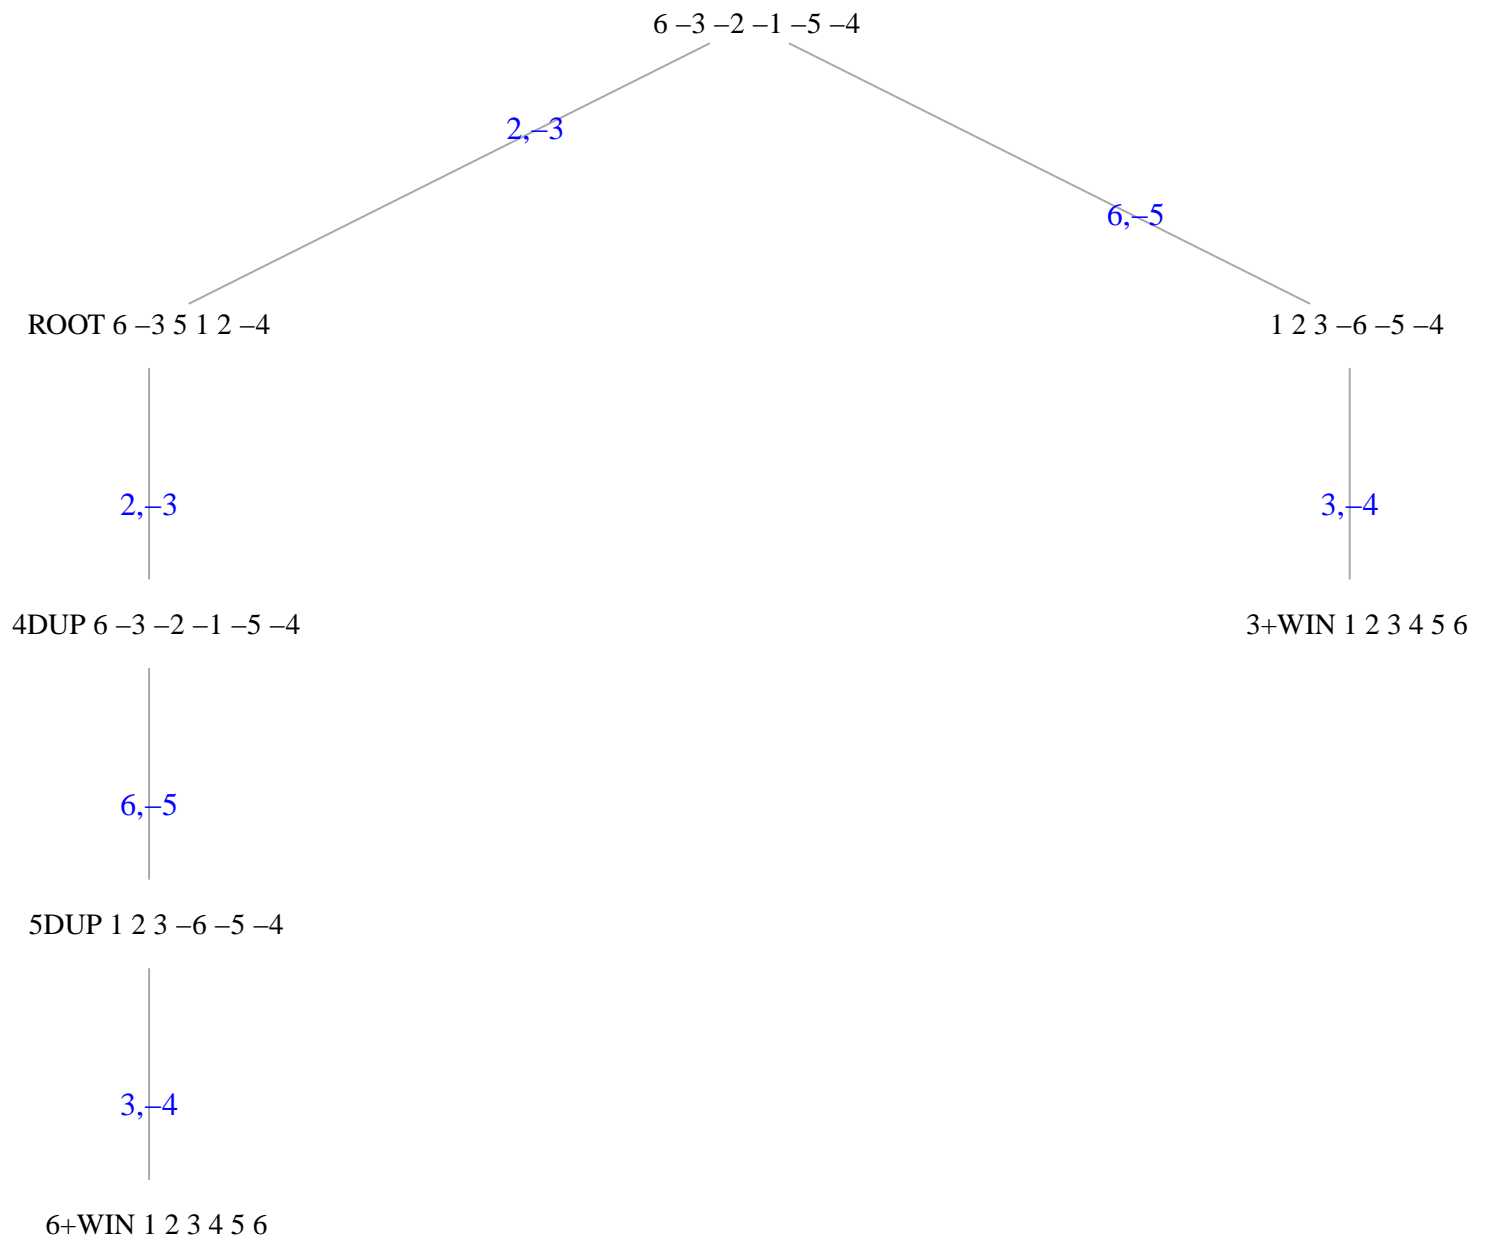 6 –3 –2 –1 –5 –4
2,–3
6,–5
ROOT 6 –3 5 1 2 –4
1 2 3 –6 –5 –4
2,–3
3,–4
4DUP 6 –3 –2 –1 –5 –4
3+WIN 1 2 3 4 5 6
6,–5
5DUP 1 2 3 –6 –5 –4
3,–4
6+WIN 1 2 3 4 5 6